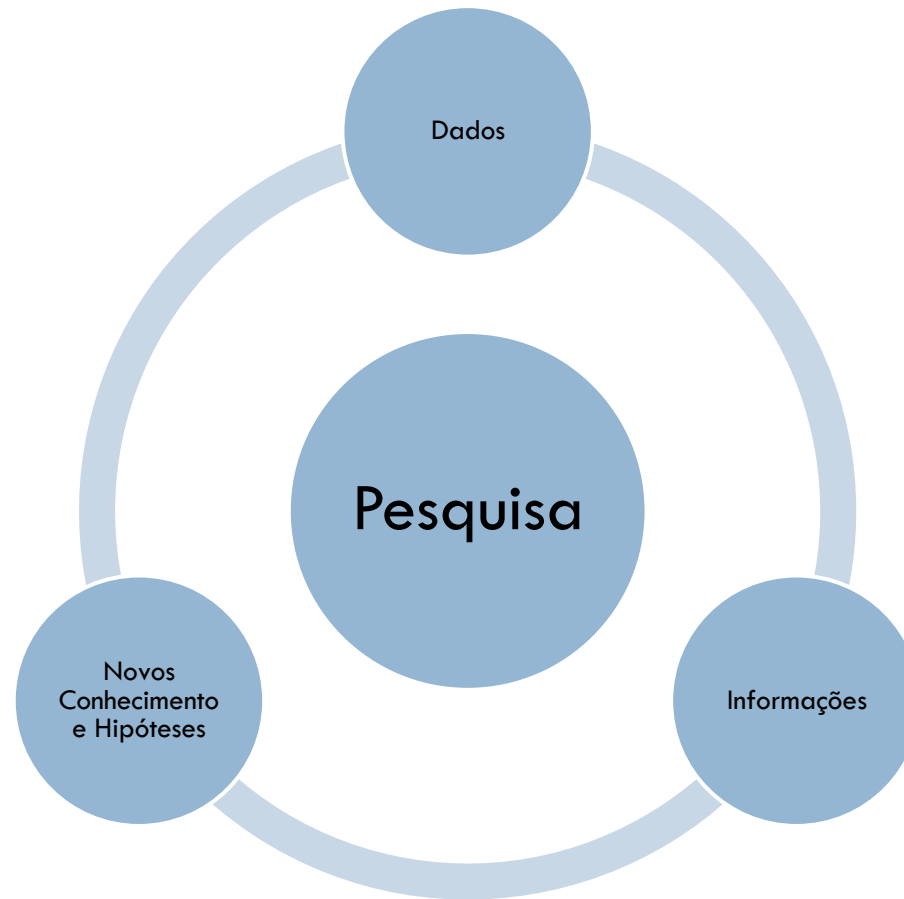 Dados
Pesquisa
Novos
Conhecimento
e Hipóteses
Informações